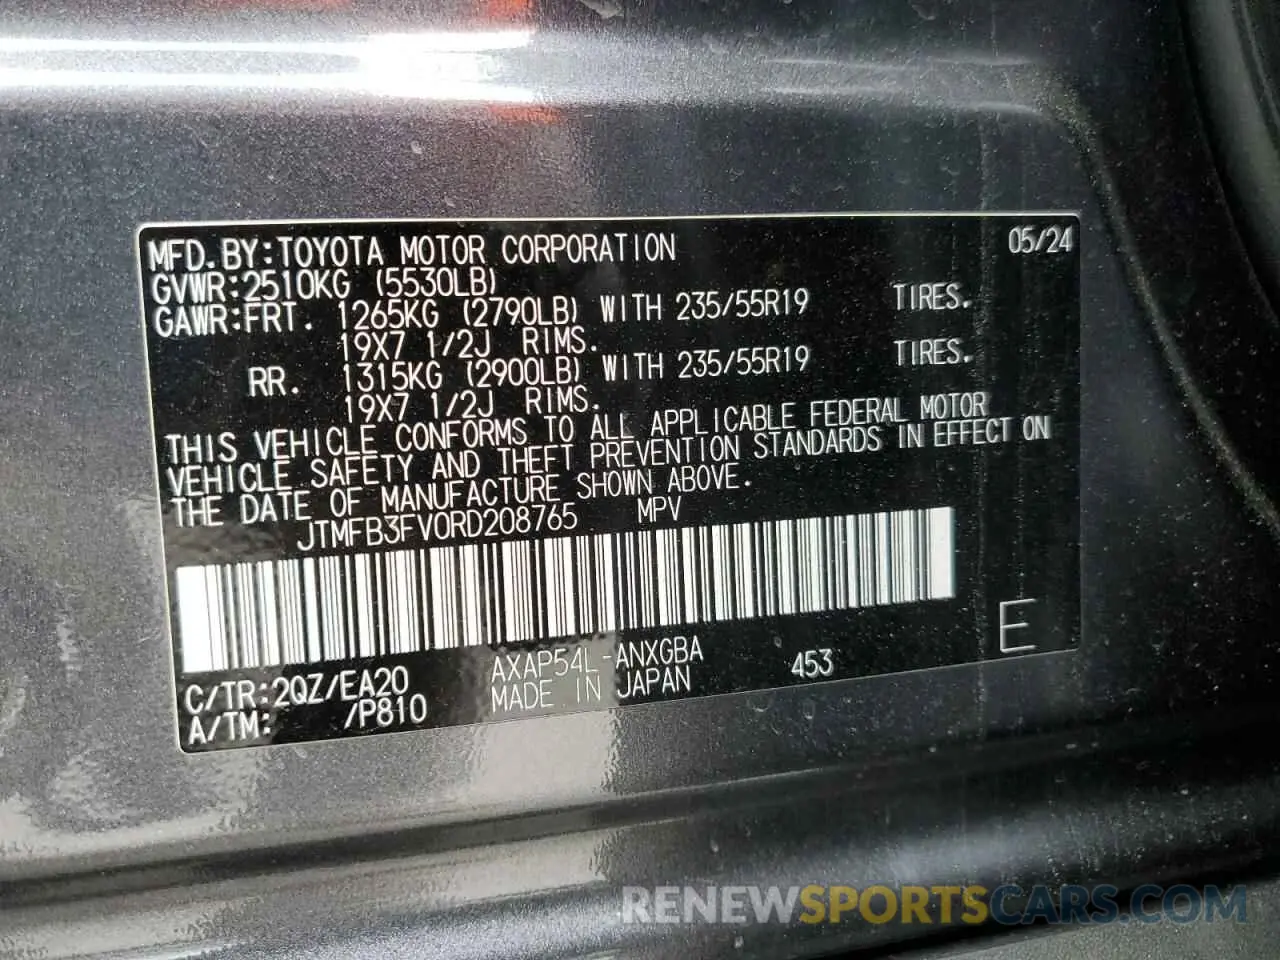 MFD.BY:TOYOTA MOTOR CORPORATION 05/24
GVWR:2510KG (5530LB)
GAWR:FRT. 1265KG (2790LB) WITH 235/55R19 TIRES.
19X7 1/2J RIMS.
RR. 1315KG (2900LB) WITH 235/55R19 TIRES.
19X7 1/2J RIMS.
THIS VEHICLE CONFORMS TO ALL APPLICABLE FEDERAL MOTOR
VEHICLE SAFETY AND THEFT PREVENTION STANDARDS IN EFFECT ON
THE DATE OF MANUFACTURE SHOWN ABOVE.
JTMFB3FV0RD208765 MPV
E
C/TR:2QZ/EA20 AXAP54L-ANXGBA 453
A/TM: /P810 MADE IN JAPAN
RENEWSPORTSCARS.COM